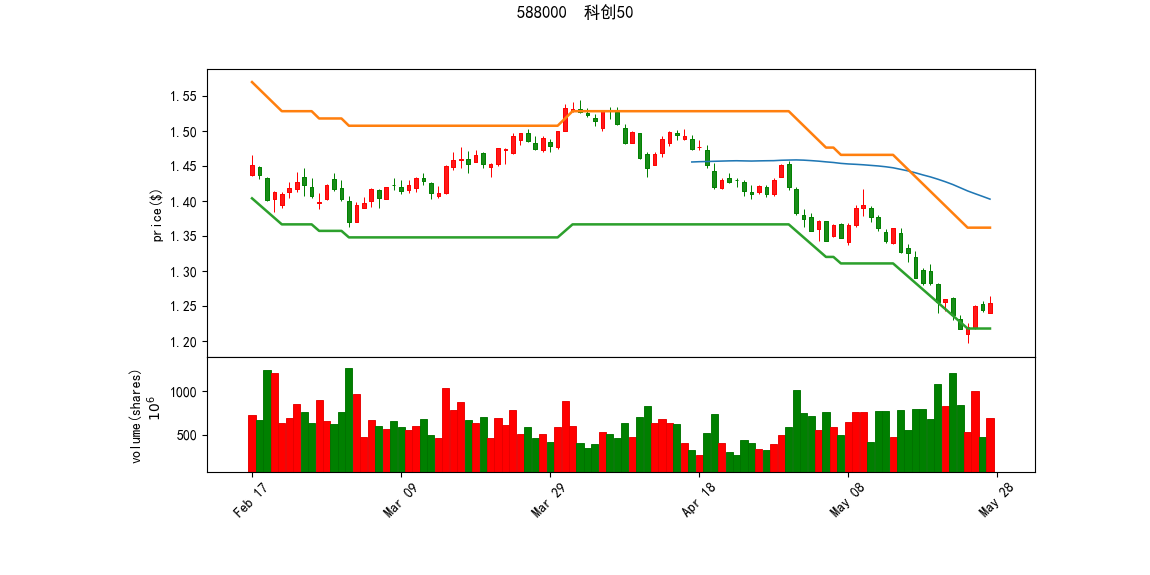 588000 科创50
price($)
1.55
1.50
1.45
1.40
1.35
1.30
1.25
1.20
volume(shares)
10^6
1000
500
Feb 17
Mar 09
Mar 29
Apr 18
May 08
May 28